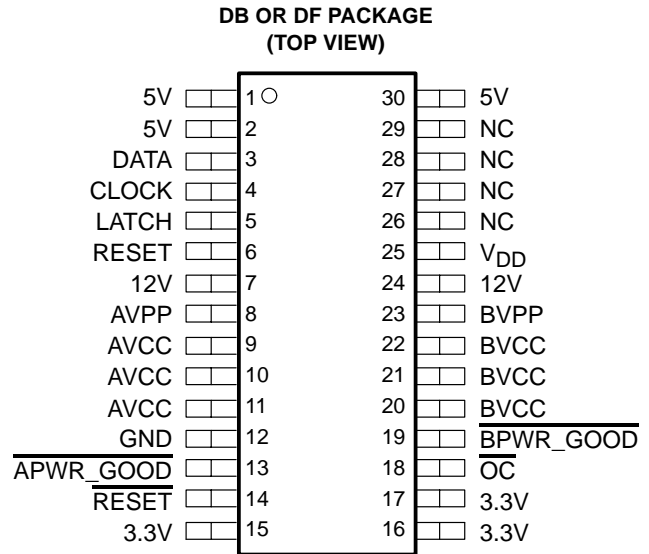 DB OR DF PACKAGE
(TOP VIEW)
5V 1 30 5V
5V 2 29 NC
DATA 3 28 NC
CLOCK 4 27 NC
LATCH 5 26 NC
RESET 6 25 VDD
12V 7 24 12V
AVPP 8 23 BVPP
AVCC 9 22 BVCC
AVCC 10 21 BVCC
AVCC 11 20 BVCC
GND 12 19 BPWR_GOOD
APWR_GOOD 13 18 OC
RESET 14 17 3.3V
3.3V 15 16 3.3V